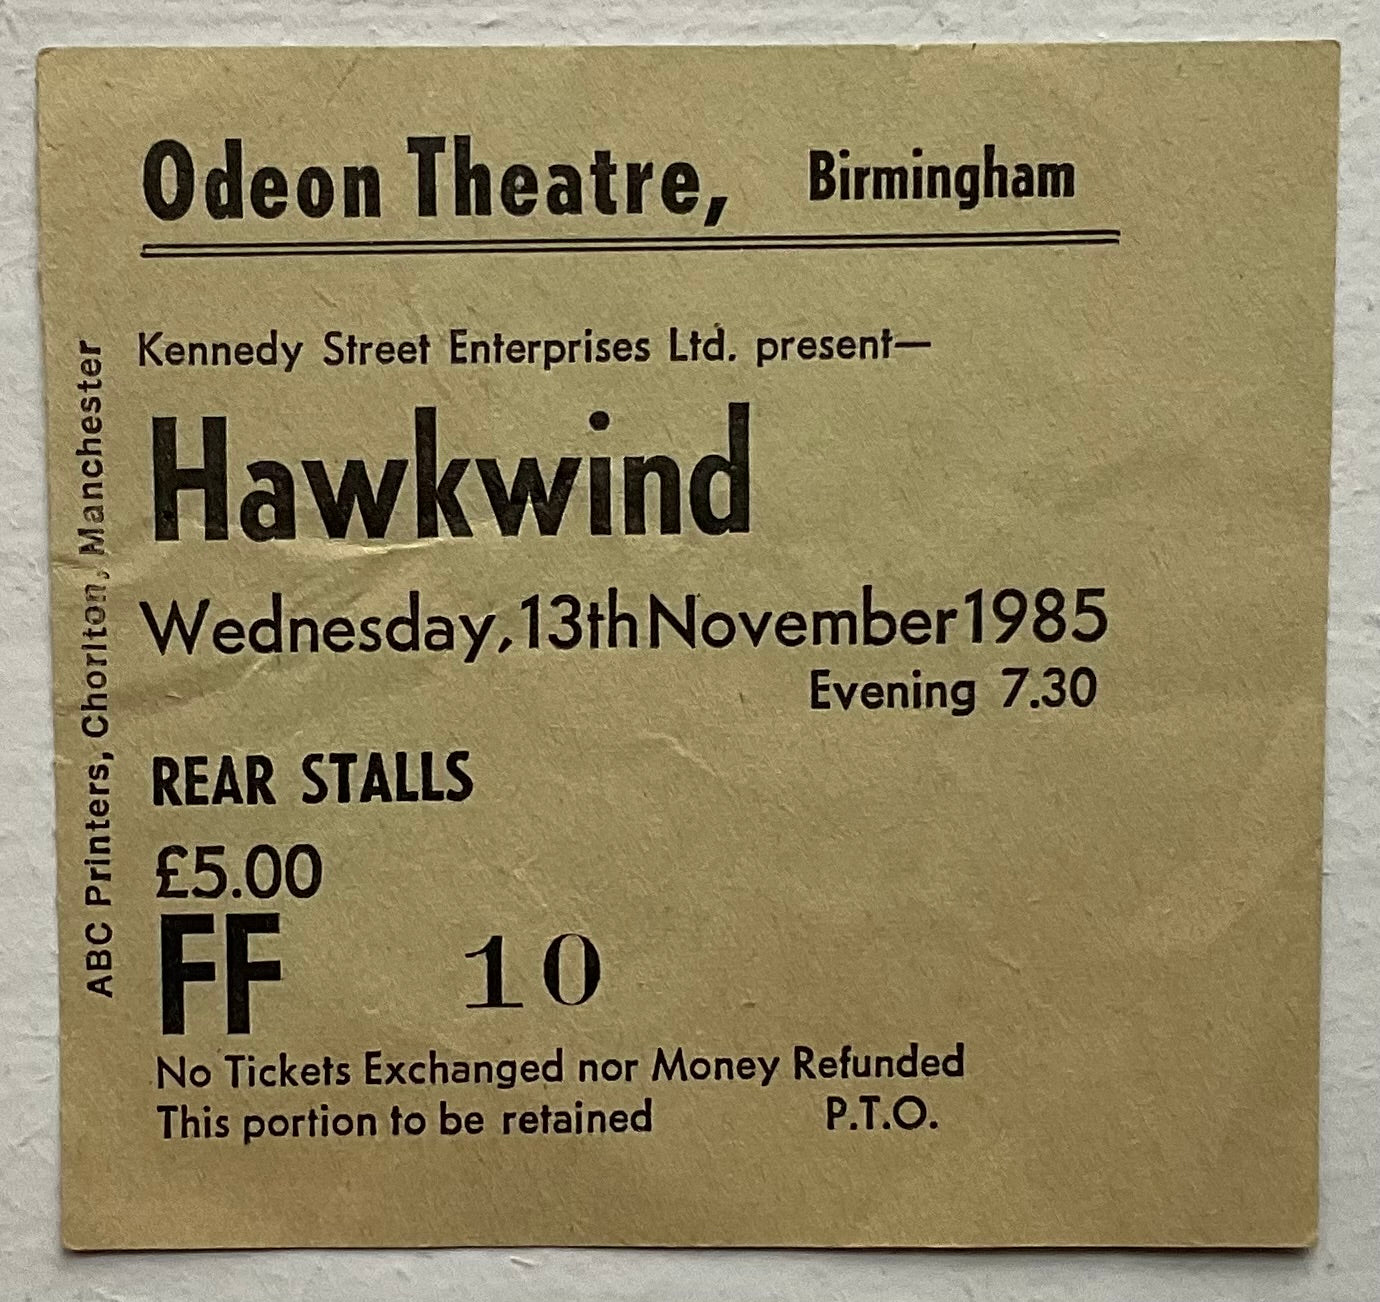 Odeon Theatre, Birmingham
Kennedy Street Enterprises Ltd. present—
Hawkwind
Wednesday, 13th November 1985
Evening 7.30
REAR STALLS
£5.00
FF 10
No Tickets Exchanged nor Money Refunded
This portion to be retained P.T.O.
ABC Printers, Chorlton, Manchester